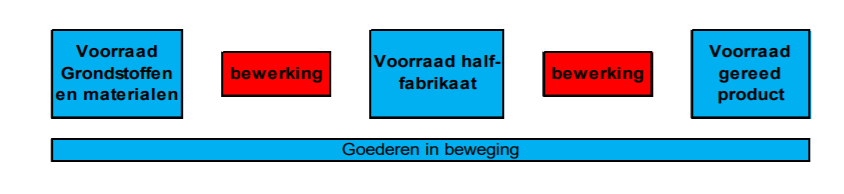 Voorraad
Grondstoffen
en materialen
bewerking
Voorraad half-
fabrikaat
bewerking
Voorraad
gereed
product
Goederen in beweging